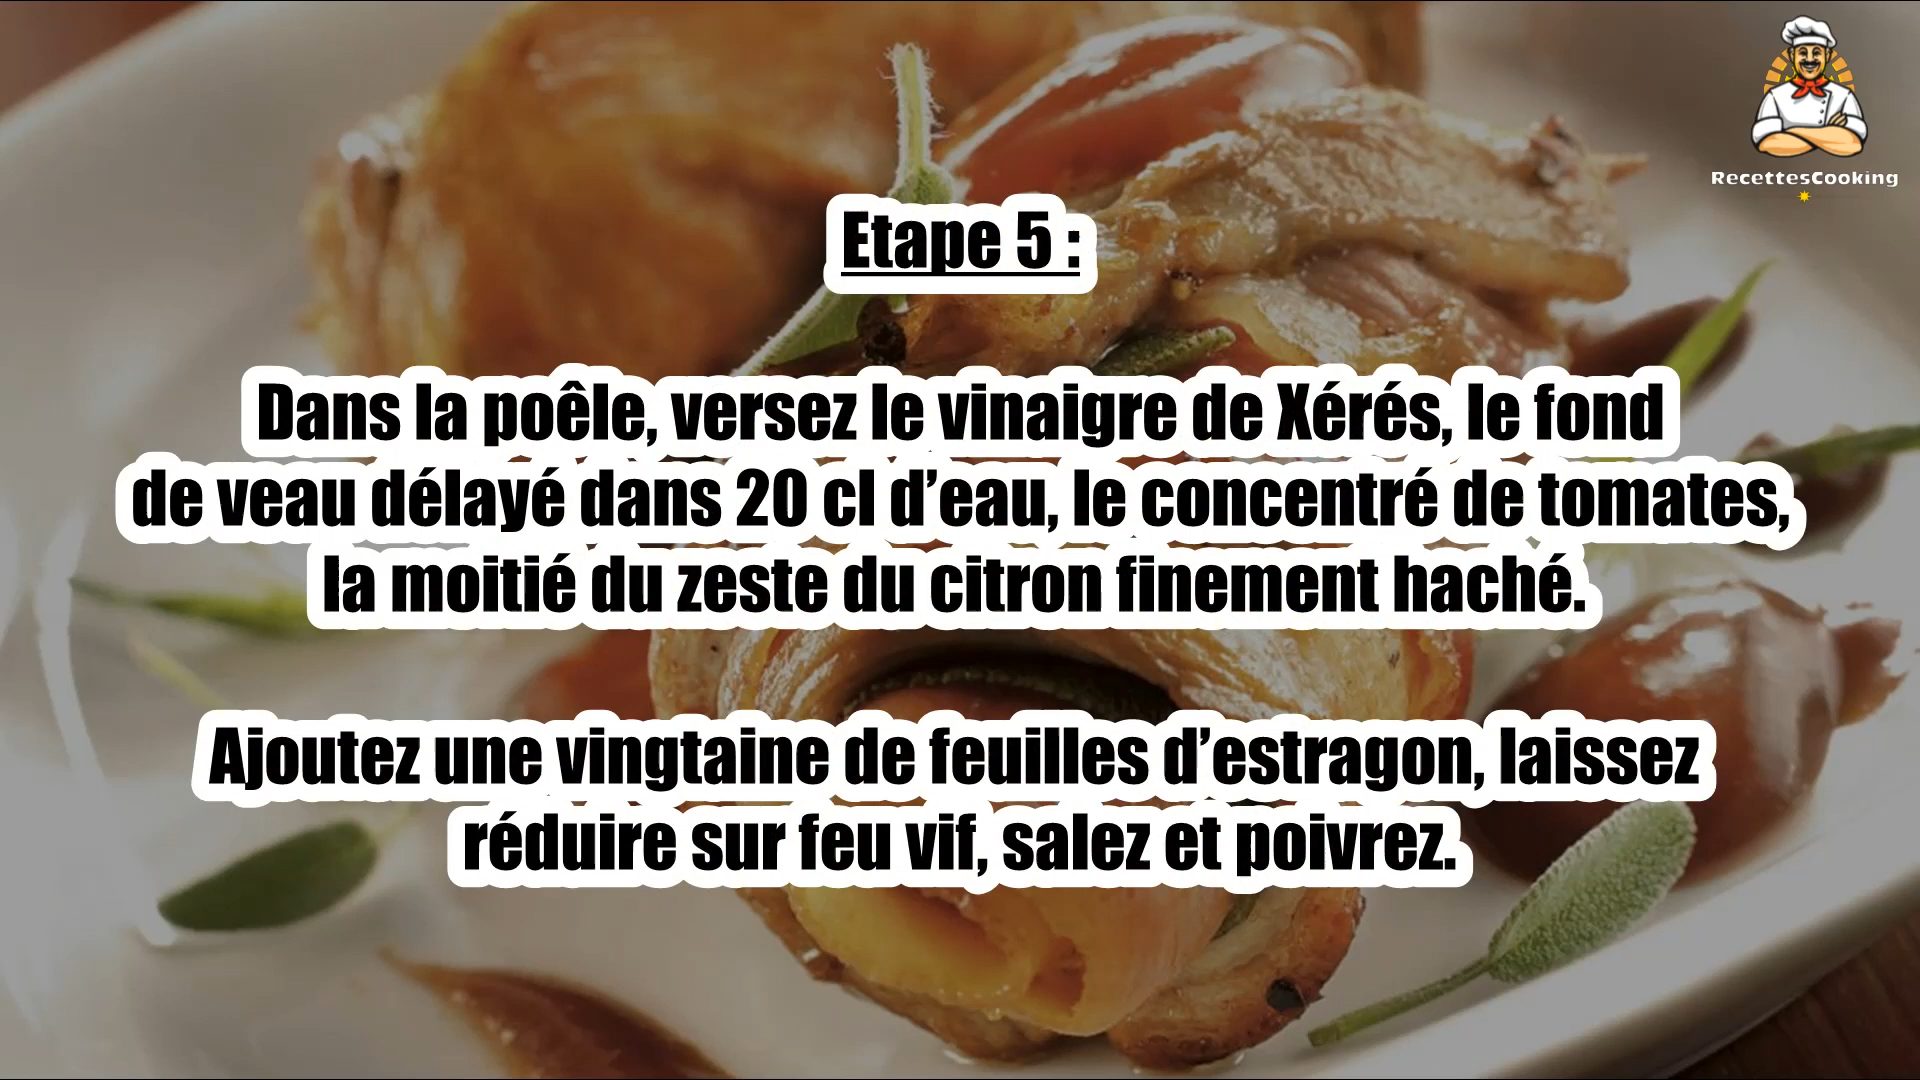 RecettesCooking
Etape 5 :
Dans la poêle, versez le vinaigre de Xérés, le fond
de veau délayé dans 20 cl d’eau, le concentré de tomates,
la moitié du zeste du citron finement haché.
Ajoutez une vingtaine de feuilles d’estragon, laissez
réduire sur feu vif, salez et poivrez.